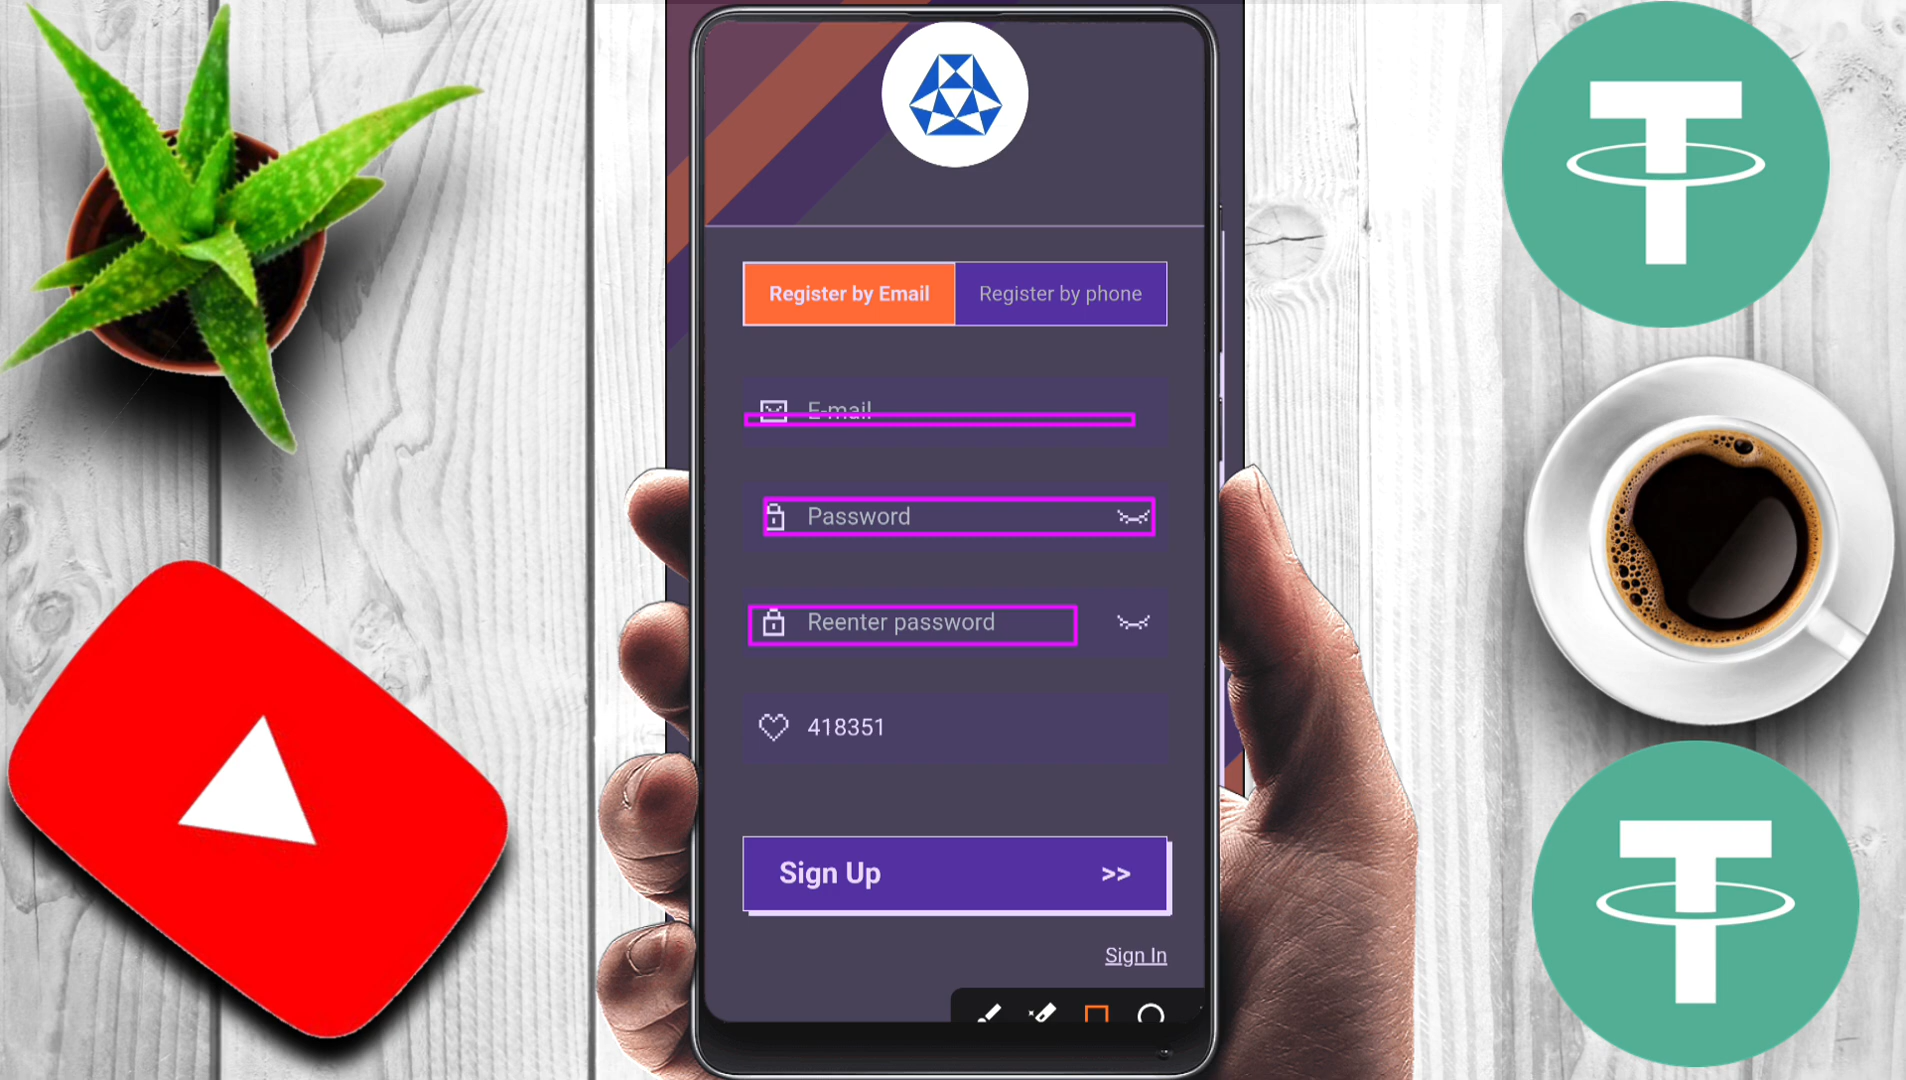 Register by Email
Register by phone
E-mail
Password
Reenter password
418351
Sign Up >>
Sign In